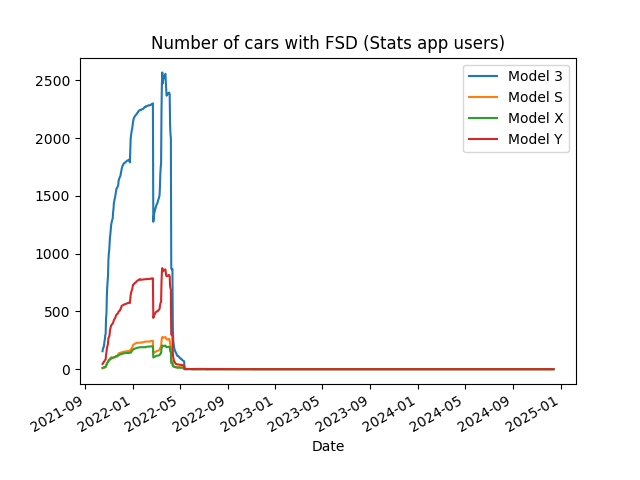 Number of cars with FSD (Stats app users)
2500
2000
1500
1000
500
0
Model 3
Model S
Model X
Model Y
2021-09
2022-01
2022-05
2022-09
2023-01
2023-05
2023-09
2024-01
2024-05
2024-09
2025-01
Date